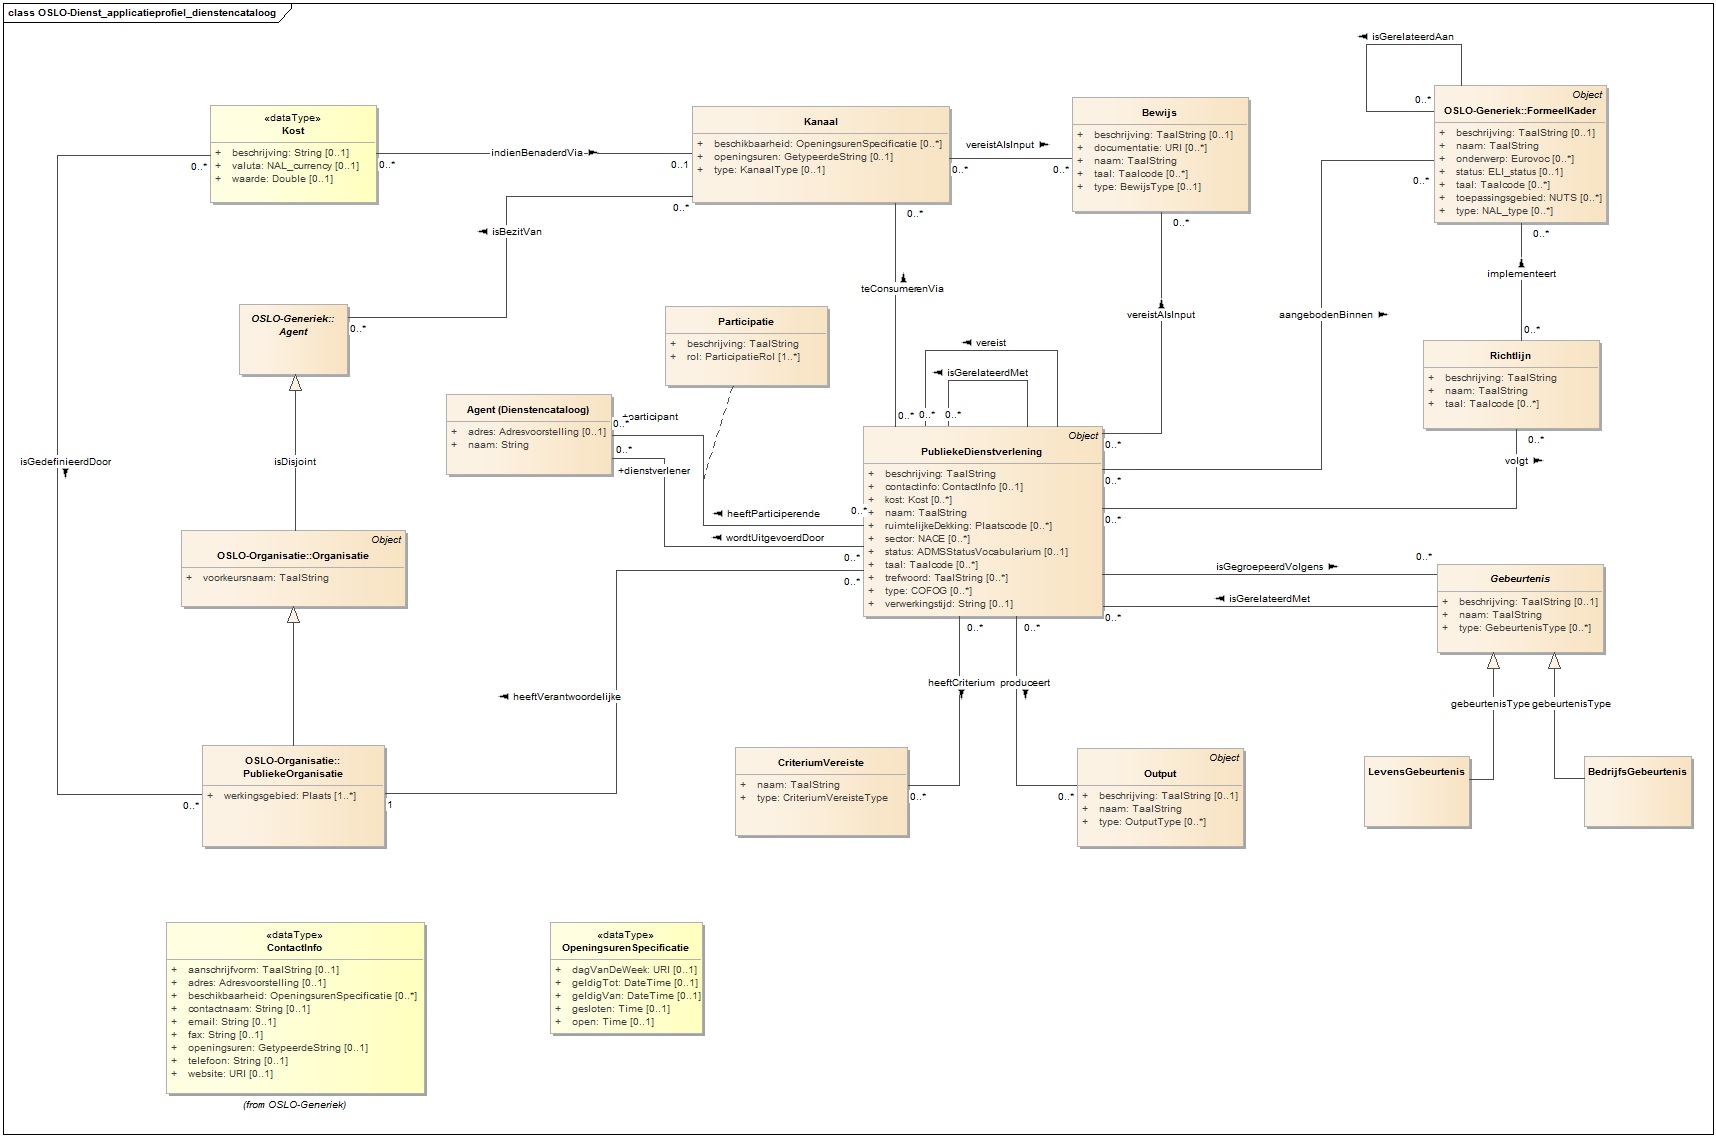 class OSLO-Dienst_applicatieprofiel_dienstencataloog
isGerelateerdAan
0..*
Object
OSLO-Generiek::FormeelKader
+ beschrijving: TaalString [0..1]
+ naam: TaalString
+ onderwerp: Eurovoc [0..*]
+ status: ELI_status [0..1]
+ taal: Taalcode [0..*]
+ toepassingsgebied: NUTS [0..*]
+ type: NAL_type [0..*]
0..*
0..*
«dataType»
Kost
+ beschrijving: String [0..1]
+ valuta: NAL_currency [0..1]
+ waarde: Double [0..1]
0..*
0..*
indienBenaderdVia
0..1
Kanaal
+ beschikbaarheid: OpeningsurenSpecificatie [0..*]
+ openingsuren: GetypeerdeString [0..1]
+ type: KanaalType [0..1]
0..*
0..*
vereistAlsInput
0..*
0..*
Bewijs
+ beschrijving: TaalString [0..1]
+ documentatie: URI [0..*]
+ naam: TaalString
+ taal: Taalcode [0..*]
+ type: BewijsType [0..1]
0..*
isBezitVan
teConsumerenVia
vereistAlsInput
aangebodenBinnen
implementeert
0..*
OSLO-Generiek::
Agent
0..*
Participatie
+ beschrijving: TaalString
+ rol: ParticipatieRol [1..*]
vereist
isGerelateerdMet
0..*
0..*
0..*
Richtlijn
+ beschrijving: TaalString
+ naam: TaalString
+ taal: Taalcode [0..*]
0..*
volgt
Agent (Dienstencataloog)
+ adres: Adresvoorstelling [0..1]
+ naam: String
+participant
0..*
0..*
+dienstverlener
isGedefinieerdDoor
isDisjoint
Object
PubliekeDienstverlening
+ beschrijving: TaalString
+ contactinfo: ContactInfo [0..1]
+ kost: Kost [0..*]
+ naam: TaalString
+ ruimtelijkeDekking: Plaatscode [0..*]
+ sector: NACE [0..*]
+ status: ADMSStatusVocabularium [0..1]
+ taal: Taalcode [0..*]
+ trefwoord: TaalString [0..*]
+ type: COFOG [0..*]
+ verwerkingstijd: String [0..1]
0..*
0..*
0..*
0..*
heeftParticiperende
0..*
wordtUitgevoerdDoor
0..*
0..*
Object
OSLO-Organisatie::Organisatie
+ voorkeursnaam: TaalString
isGegroepeerdVolgens
0..*
isGerelateerdMet
0..*
0..*
0..*
Gebeurtenis
+ beschrijving: TaalString [0..1]
+ naam: TaalString
+ type: GebeurtenisType [0..*]
heeftVerantwoordelijke
heeftCriterium
produceert
gebeurtenisType
gebeurtenisType
OSLO-Organisatie::
PubliekeOrganisatie
+ werkingsgebied: Plaats [1..*]
0..*
1
CriteriumVereiste
+ naam: TaalString
+ type: CriteriumVereisteType
0..*
Object
Output
+ beschrijving: TaalString [0..1]
+ naam: TaalString
+ type: OutputType [0..*]
0..*
LevensGebeurtenis
BedrijfsGebeurtenis
«dataType»
ContactInfo
+ aanschrijfvorm: TaalString [0..1]
+ adres: Adresvoorstelling [0..1]
+ beschikbaarheid: OpeningsurenSpecificatie [0..*]
+ contactnaam: String [0..1]
+ email: String [0..1]
+ fax: String [0..1]
+ openingsuren: GetypeerdeString [0..1]
+ telefoon: String [0..1]
+ website: URI [0..1]
(from OSLO-Generiek)
«dataType»
OpeningsurenSpecificatie
+ dagVanDeWeek: URI [0..1]
+ geldigTot: DateTime [0..1]
+ geldigVan: DateTime [0..1]
+ gesloten: Time [0..1]
+ open: Time [0..1]